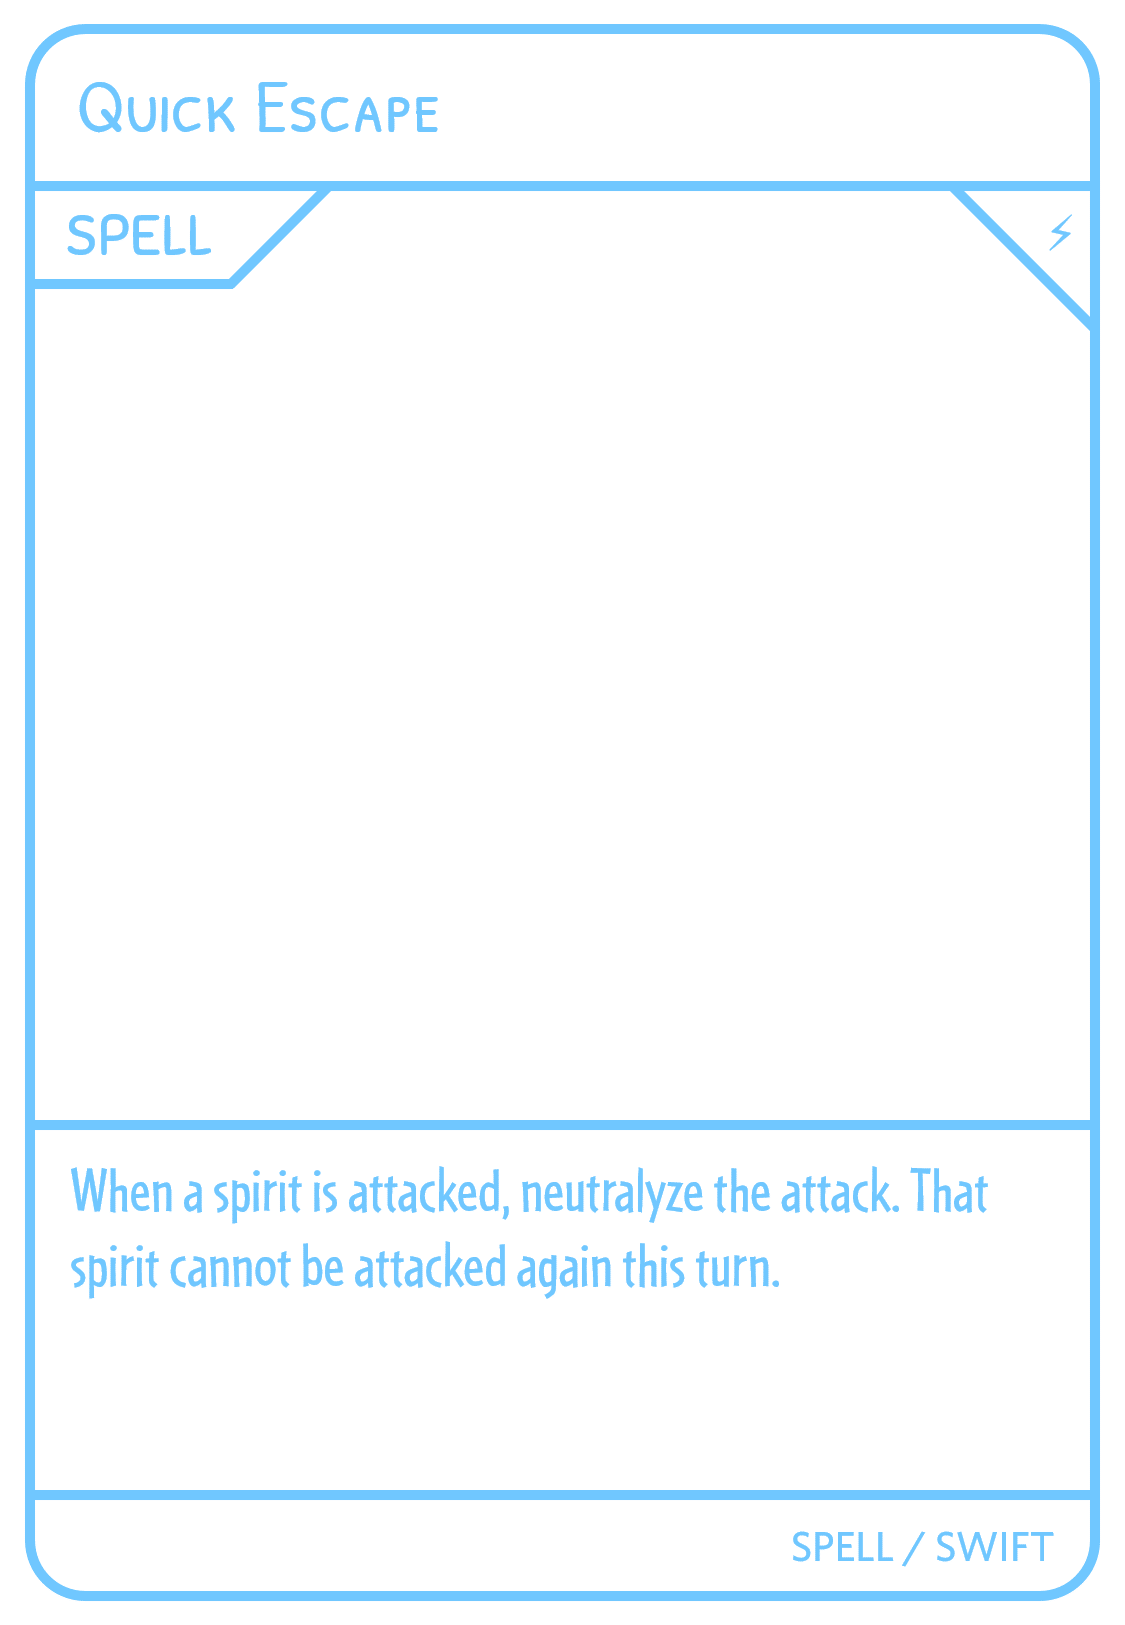 Quick Escape
SPELL
⚡
When a spirit is attacked, neutralyze the attack. That
spirit cannot be attacked again this turn.
SPELL / SWIFT